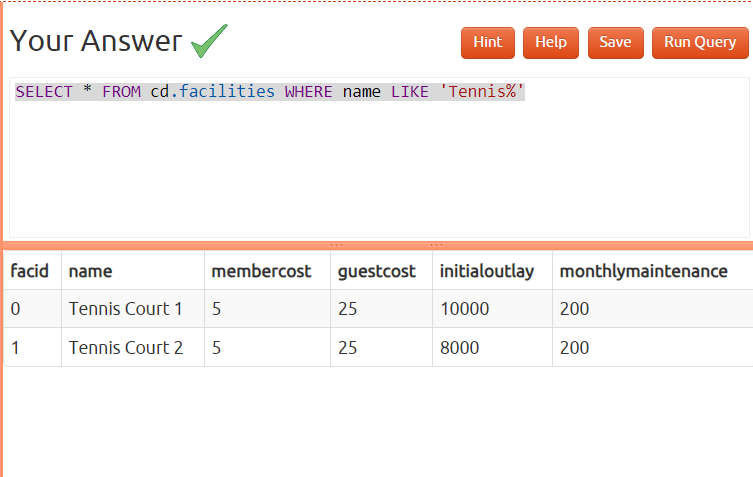 Your Answer
Hint Help Save Run Query
SELECT * FROM cd.facilities WHERE name LIKE 'Tennis%'
facid name membercost guestcost initialoutlay monthlymaintenance
0 Tennis Court 1 5 25 10000 200
1 Tennis Court 2 5 25 8000 200